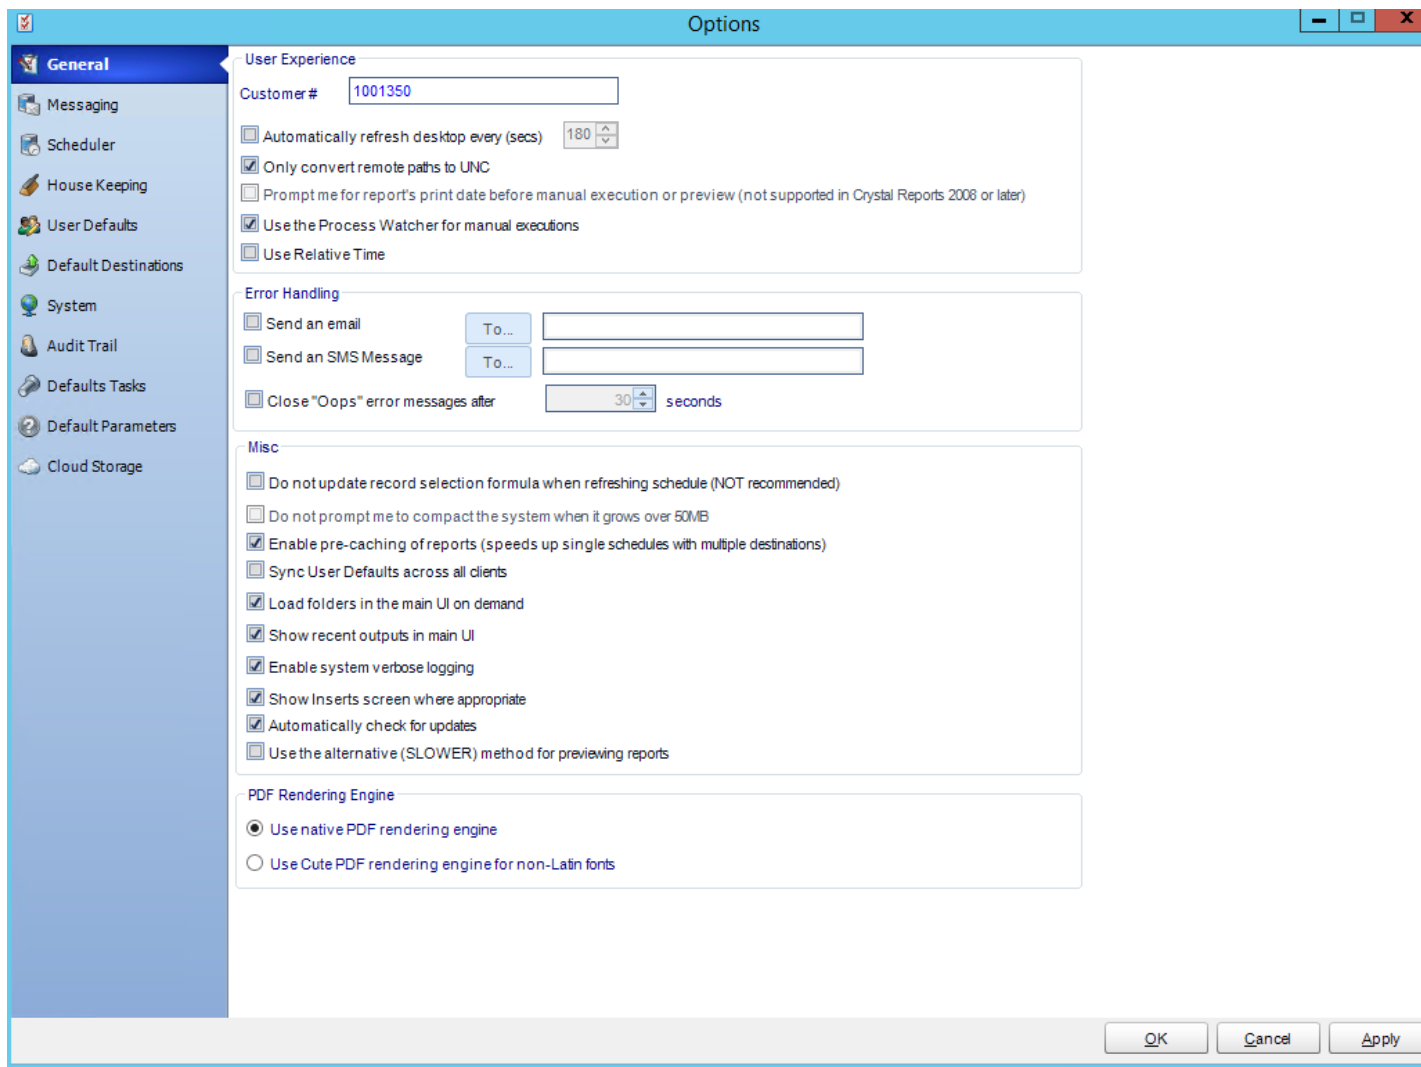 Options
General
Messaging
Scheduler
House Keeping
User Defaults
Default Destinations
System
Audit Trail
Defaults Tasks
Default Parameters
Cloud Storage
User Experience
Customer # 1001350
Automatically refresh desktop every (secs) 180
Only convert remote paths to UNC
Prompt me for report's print date before manual execution or preview (not supported in Crystal Reports 2008 or later)
Use the Process Watcher for manual executions
Use Relative Time
Error Handling
Send an email To...
Send an SMS Message To...
Close "Oops" error messages after 30 seconds
Misc
Do not update record selection formula when refreshing schedule (NOT recommended)
Do not prompt me to compact the system when it grows over 50MB
Enable pre-caching of reports (speeds up single schedules with multiple destinations)
Sync User Defaults across all clients
Load folders in the main UI on demand
Show recent outputs in main UI
Enable system verbose logging
Show Inserts screen where appropriate
Automatically check for updates
Use the alternative (SLOWER) method for previewing reports
PDF Rendering Engine
Use native PDF rendering engine
Use Cute PDF rendering engine for non-Latin fonts
OK Cancel Apply